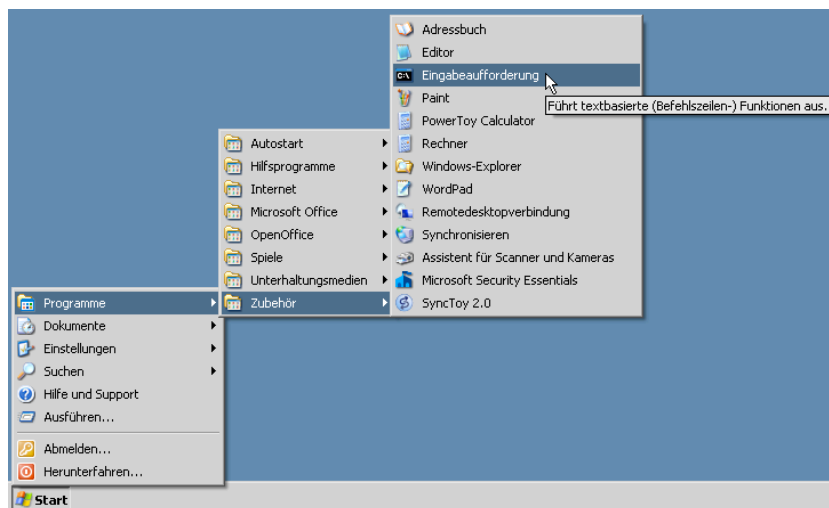 Adressbuch
Editor
Eingabeaufforderung
Paint
Führt textbasierte (Befehlszeilen-) Funktionen aus.
PowerToy Calculator
Rechner
Windows-Explorer
WordPad
Remotedesktopverbindung
Synchronisieren
Assistent für Scanner und Kameras
Microsoft Security Essentials
SyncToy 2.0
Autostart
Hilfsprogramme
Internet
Microsoft Office
OpenOffice
Spiele
Unterhaltungsmedien
Zubehör
Programme
Dokumente
Einstellungen
Suchen
Hilfe und Support
Ausführen...
Abmelden...
Herunterfahren...
Start